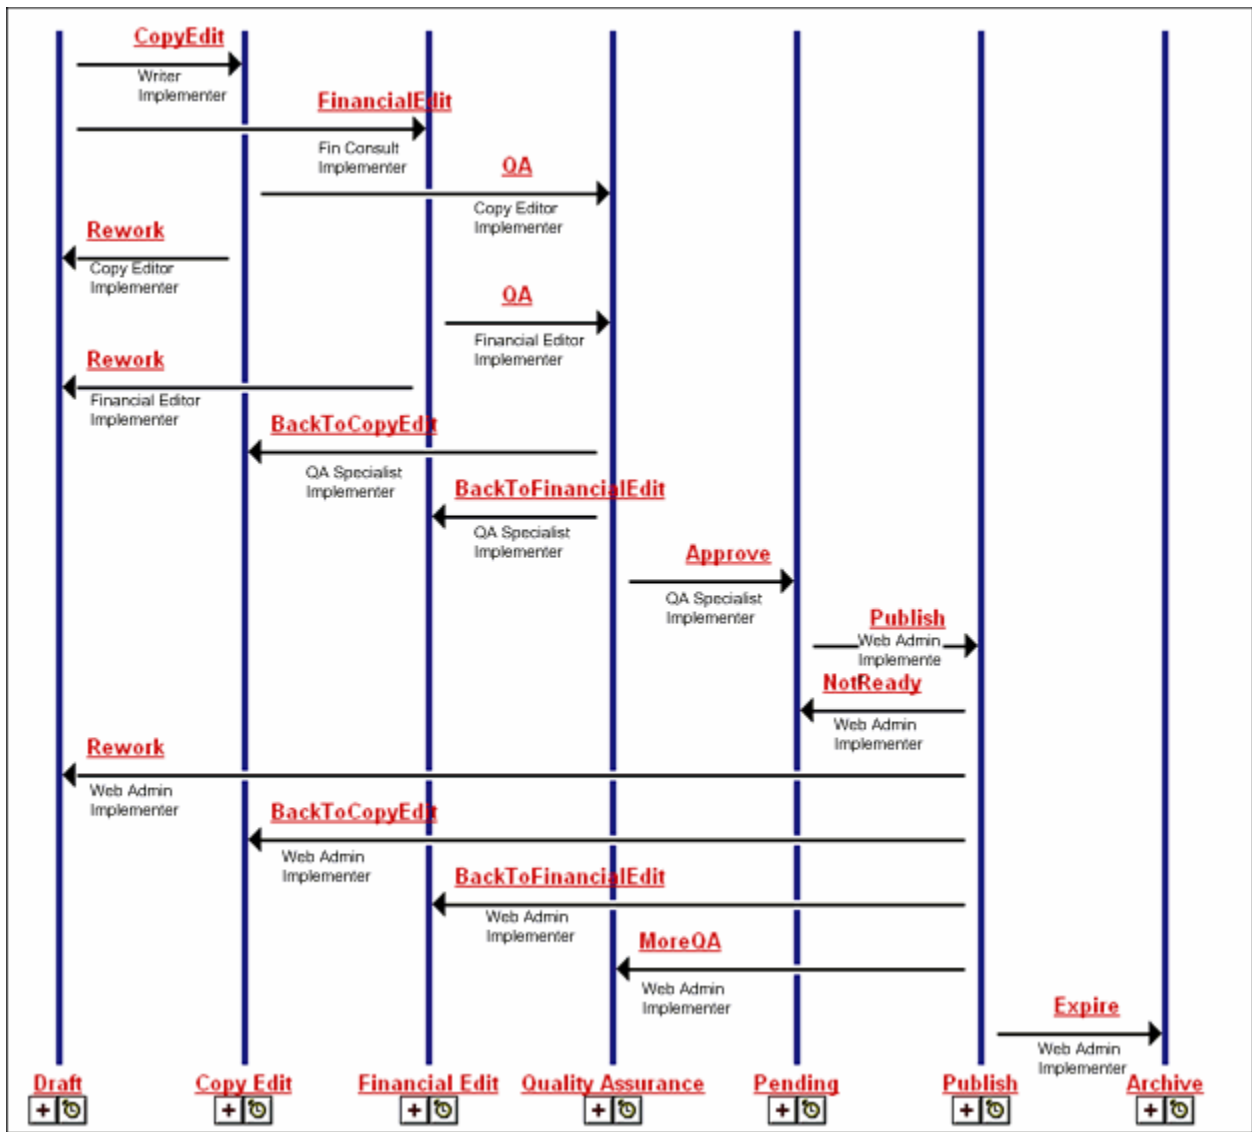 CopyEdit
Writer
Implementer
FinancialEdit
Fin Consult
Implementer
QA
Copy Editor
Implementer
Rework
Copy Editor
Implementer
QA
Financial Editor
Implementer
Rework
Financial Editor
Implementer
BackToCopyEdit
QA Specialist
Implementer
BackToFinancialEdit
QA Specialist
Implementer
Approve
QA Specialist
Implementer
Publish
Web Admin
Implemente
r
NotReady
Web Admin
Implementer
Rework
Web Admin
Implementer
BackToCopyEdit
Web Admin
Implementer
BackToFinancialEdit
Web Admin
Implementer
MoreQA
Web Admin
Implementer
Expire
Web Admin
Implementer
Draft Copy Edit Financial Edit Quality Assurance Pending Publish Archive